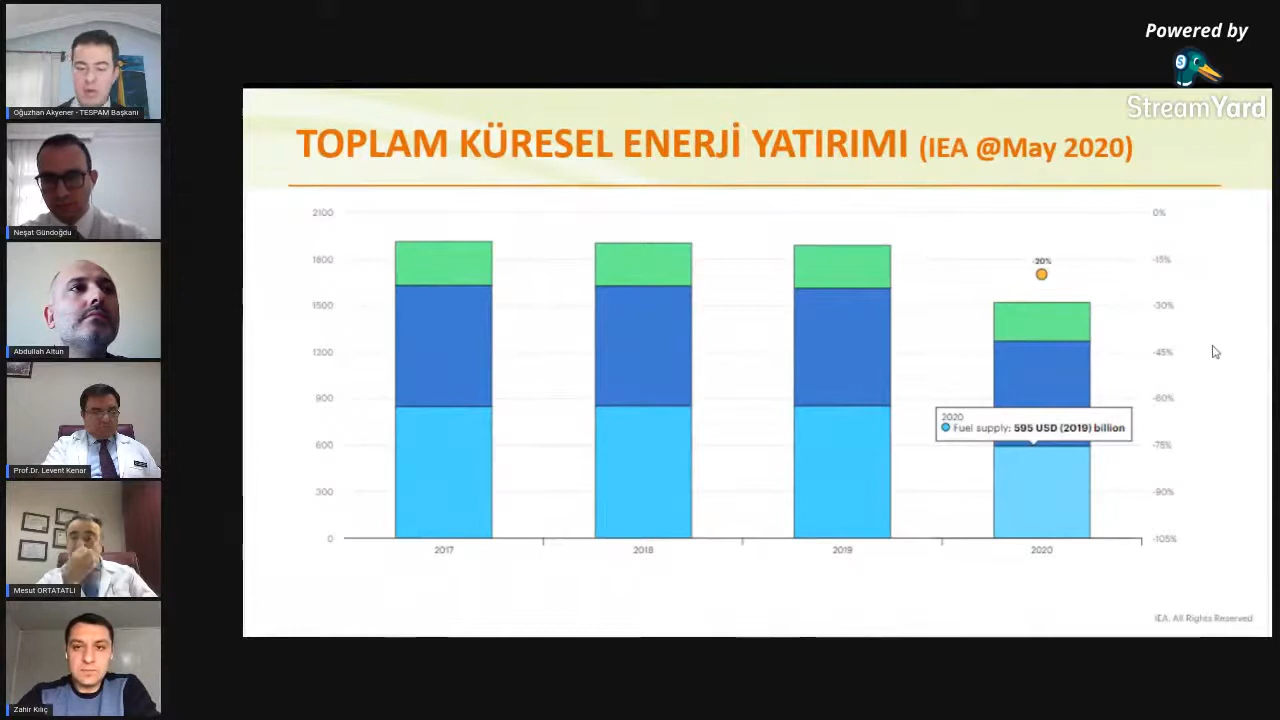 Powered by
StreamYard
Oğuzhan Akyener - TESPAM Başkanı
Neşat Gündoğdu
Abdullah Altun
Prof.Dr. Levent Kenar
Mesut ORTATATLI
Zahir Kılıç
TOPLAM KÜRESEL ENERJİ YATIRIMI (IEA @May 2020)
2100
1800
1500
1200
900
600
300
0
0%
-15%
-30%
-45%
-60%
-75%
-90%
-105%
-20%
2020
Fuel supply: 595 USD (2019) billion
2017
2018
2019
2020
IEA. All Rights Reserved